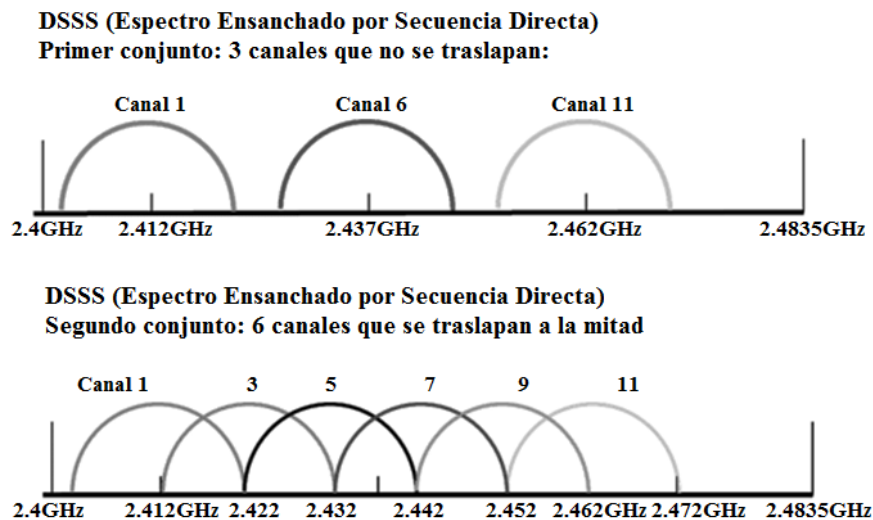 DSSS (Espectro Ensanchado por Secuencia Directa)
Primer conjunto: 3 canales que no se traslapan:
Canal 1 Canal 6 Canal 11
2.4GHz 2.412GHz 2.437GHz 2.462GHz 2.4835GHz
DSSS (Espectro Ensanchado por Secuencia Directa)
Segundo conjunto: 6 canales que se traslapan a la mitad
Canal 1 3 5 7 9 11
2.4GHz 2.412GHz 2.422 2.432 2.442 2.452 2.462GHz 2.472GHz 2.4835GHz